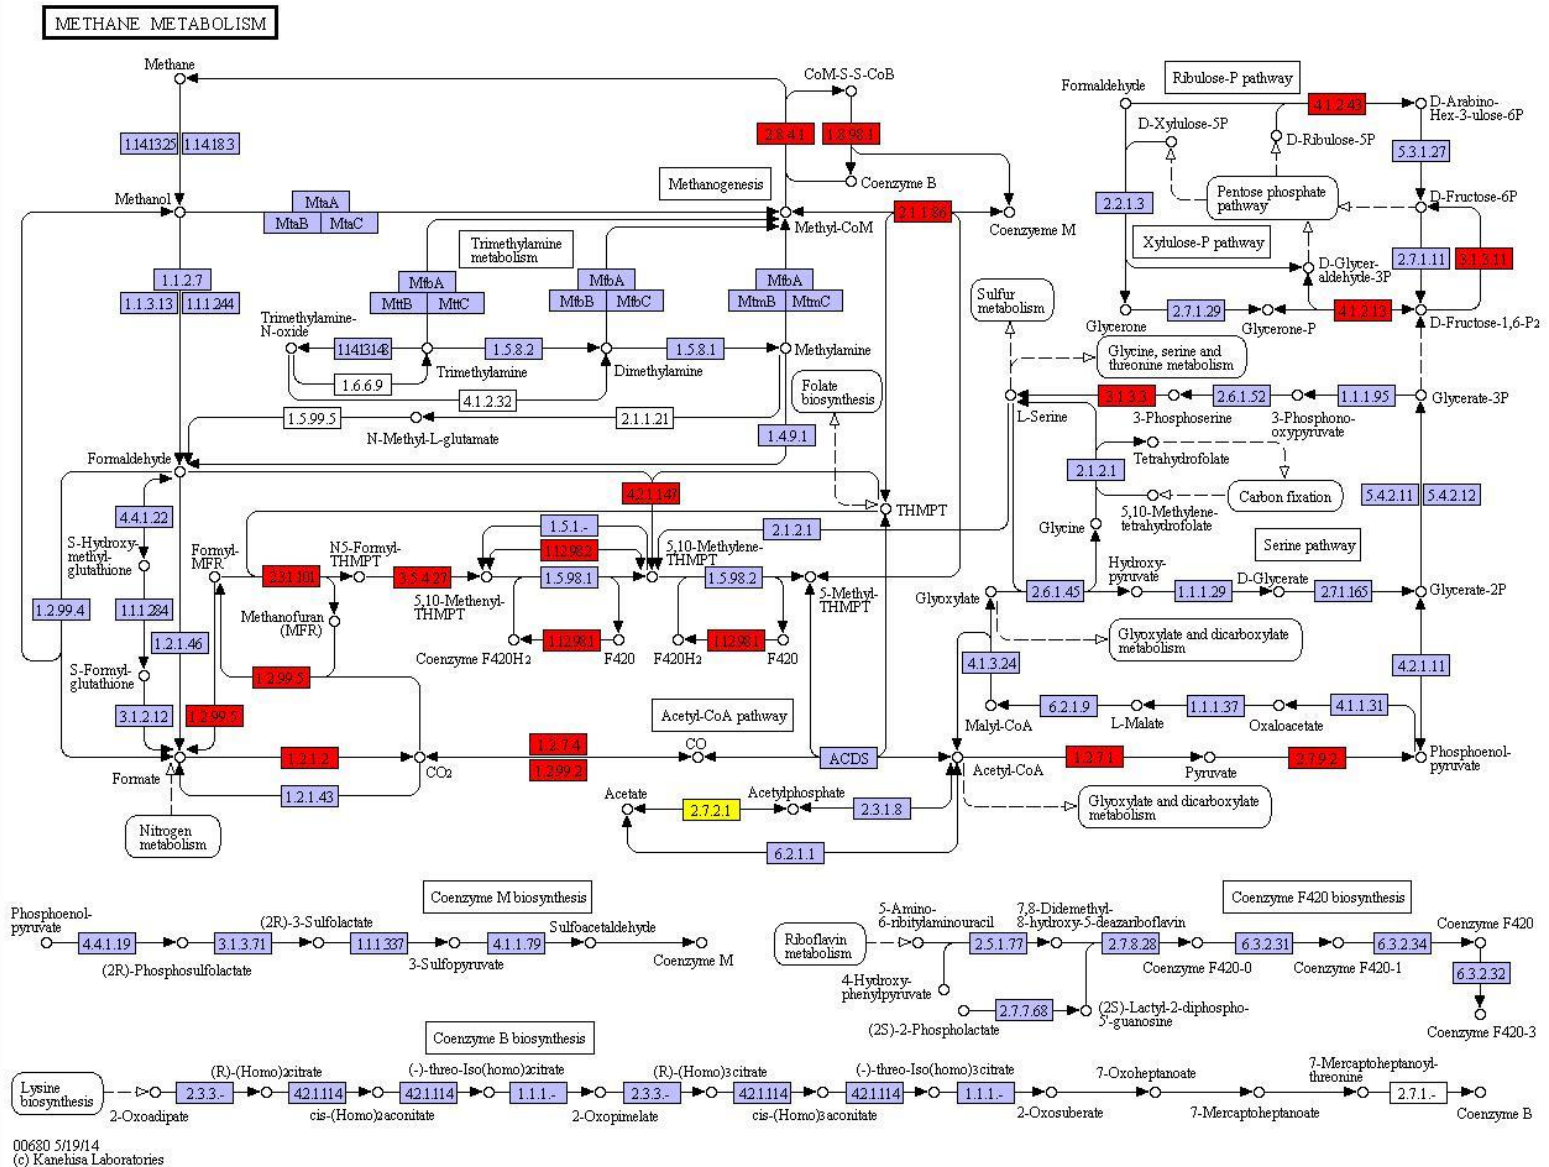 METHANE METABOLISM
Methane
CoM-S-S-CoB
Formaldehyde
Ribulose-P pathway
4.1.2.43
D-Arabino-
Hex-3-ulose-6P
1.14.13.25
1.14.18.3
2.8.4.1
1.8.98.1
D-Xylulose-5P
D-Ribulose-5P
5.3.1.27
Methanogenesis
Coenzyme B
Methanol
MtaA
MtaB
MtaC
Methyl-CoM
2.1.1.86
Coenzyeme M
2.2.1.3
Pentose phosphate
pathway
D-Fructose-6P
Trimethylamine
metabolism
Xylulose-P pathway
2.7.1.11
3.1.3.11
1.1.2.7
1.1.3.13
1.1.1.244
MtbA
MttB
MttC
MtbA
MtbB
MtbC
MtbA
MtmB
MtmC
Sulfur
metabolism
D-Glycer-
aldehyde-3P
Trimethylamine-
N-oxide
Glycerone
2.7.1.29
Glycerone-P
4.1.2.13
D-Fructose-1,6-P2
1.14.13.148
Trimethylamine
1.5.8.2
Dimethylamine
1.5.8.1
Methylamine
Glycine, serine and
threonine metabolism
1.6.6.9
4.1.2.32
Folate
biosynthesis
L-Serine
3.1.3.3
3-Phosphoserine
2.6.1.52
3-Phosphono-
oxypyruvate
1.1.1.95
Glycerate-3P
1.5.99.5
N-Methyl-L-glutamate
2.1.1.21
1.4.9.1
Formaldehyde
2.1.2.1
Tetrahydrofolate
4.2.1.147
Carbon fixation
5.4.2.11
5.4.2.12
4.4.1.22
THMPT
5,10-Methylene-
tetrahydrofolate
S-Hydroxy-
methyl-
glutathione
Formyl-
MFR
N5-Formyl-
THMPT
1.5.1.-
1.12.98.2
5,10-Methylene-
THMPT
2.1.2.1
Glycine
Serine pathway
2.3.1.101
3.5.4.27
5,10-Methenyl-
THMPT
1.5.98.1
1.5.98.2
5-Methyl-
THMPT
Glyoxylate
2.6.1.45
Hydroxy-
pyruvate
1.1.1.29
D-Glycerate
2.7.1.165
Glycerate-2P
1.2.99.4
1.1.1.284
Methanofuran
(MFR)
1.2.1.46
Coenzyme F420H2
1.12.98.1
F420
F420H2
1.12.98.1
F420
Glyoxylate and dicarboxylate
metabolism
4.1.3.24
4.2.1.11
S-Formyl-
glutathione
1.2.99.5
3.1.2.12
1.2.99.5
Acetyl-CoA pathway
Malyl-CoA
6.2.1.9
L-Malate
1.1.1.37
Oxaloacetate
4.1.1.31
Formate
1.2.1.2
CO2
1.2.7.4
1.2.99.2
CO
ACDS
Acetyl-CoA
1.2.7.1
Pyruvate
2.7.9.2
Phosphoenol-
pyruvate
1.2.1.43
Acetate
2.7.2.1
Acetylphosphate
2.3.1.8
Glyoxylate and dicarboxylate
metabolism
Nitrogen
metabolism
6.2.1.1
Coenzyme M biosynthesis
Phosphoenol-
pyruvate
4.4.1.19
(2R)-Phosphosulfolactate
3.1.3.71
(2R)-3-Sulfolactate
1.1.1.337
3-Sulfopyruvate
4.1.1.79
Sulfoacetaldehyde
Coenzyme M
Coenzyme F420 biosynthesis
Riboflavin
metabolism
5-Amino-
6-ribitylaminouracil
2.5.1.77
7,8-Didemethyl-
8-hydroxy-5-deazariboflavin
2.7.8.28
Coenzyme F420-0
6.3.2.31
Coenzyme F420-1
6.3.2.34
Coenzyme F420
4-Hydroxy-
phenylpyruvate
6.3.2.32
(2S)-2-Phospholactate
2.7.7.68
(2S)-Lactyl-2-diphospho-
5'-guanosine
Coenzyme F420-3
Coenzyme B biosynthesis
Lysine
biosynthesis
2-Oxoadipate
2.3.3.-
(R)-(Homo)2citrate
4.2.1.114
cis-(Homo)2aconitate
4.2.1.114
(-)-threo-Iso(homo)2citrate
1.1.1.-
2-Oxopimelate
2.3.3.-
(R)-(Homo)3citrate
4.2.1.114
cis-(Homo)3aconitate
4.2.1.114
(-)-threo-Iso(homo)3citrate
1.1.1.-
2-Oxosuberate
7-Oxoheptanoate
7-Mercaptoheptanoate
7-Mercaptoheptanoyl-
threonine
2.7.1.-
Coenzyme B
00680 5/19/14
(c) Kanehisa Laboratories